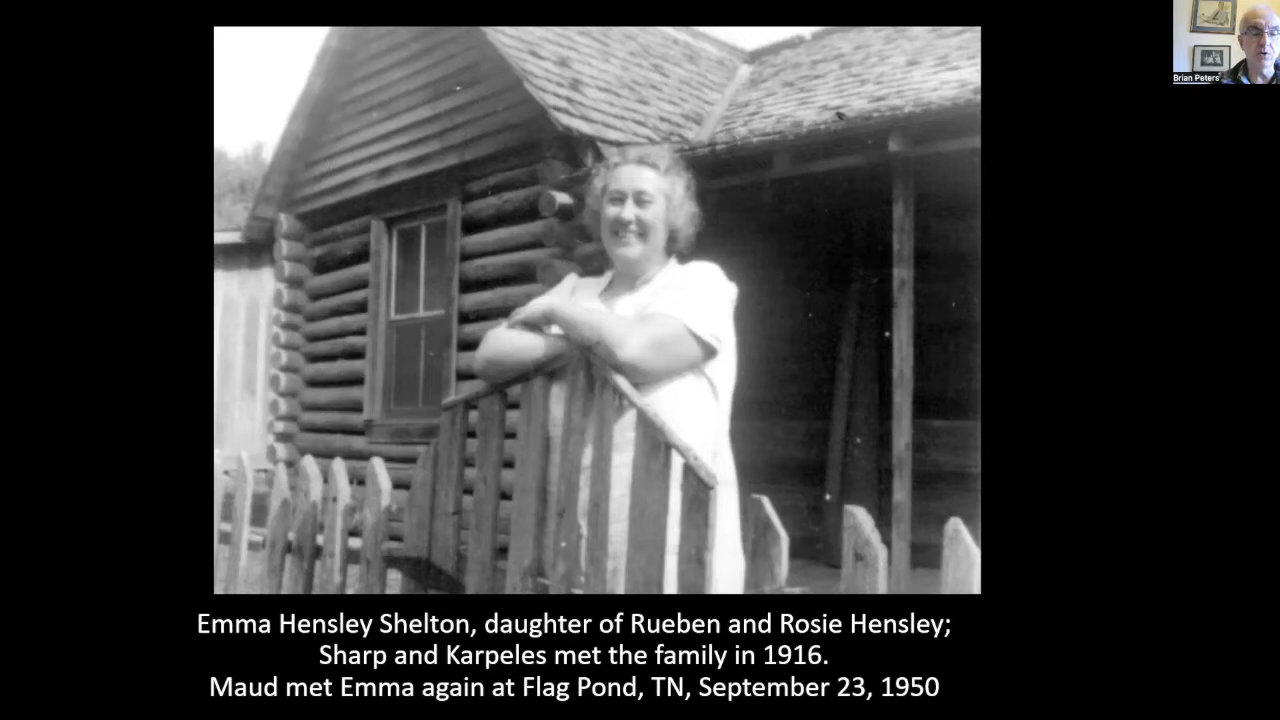 Brian Peters
Emma Hensley Shelton, daughter of Rueben and Rosie Hensley;
Sharp and Karpeles met the family in 1916.
Maud met Emma again at Flag Pond, TN, September 23, 1950